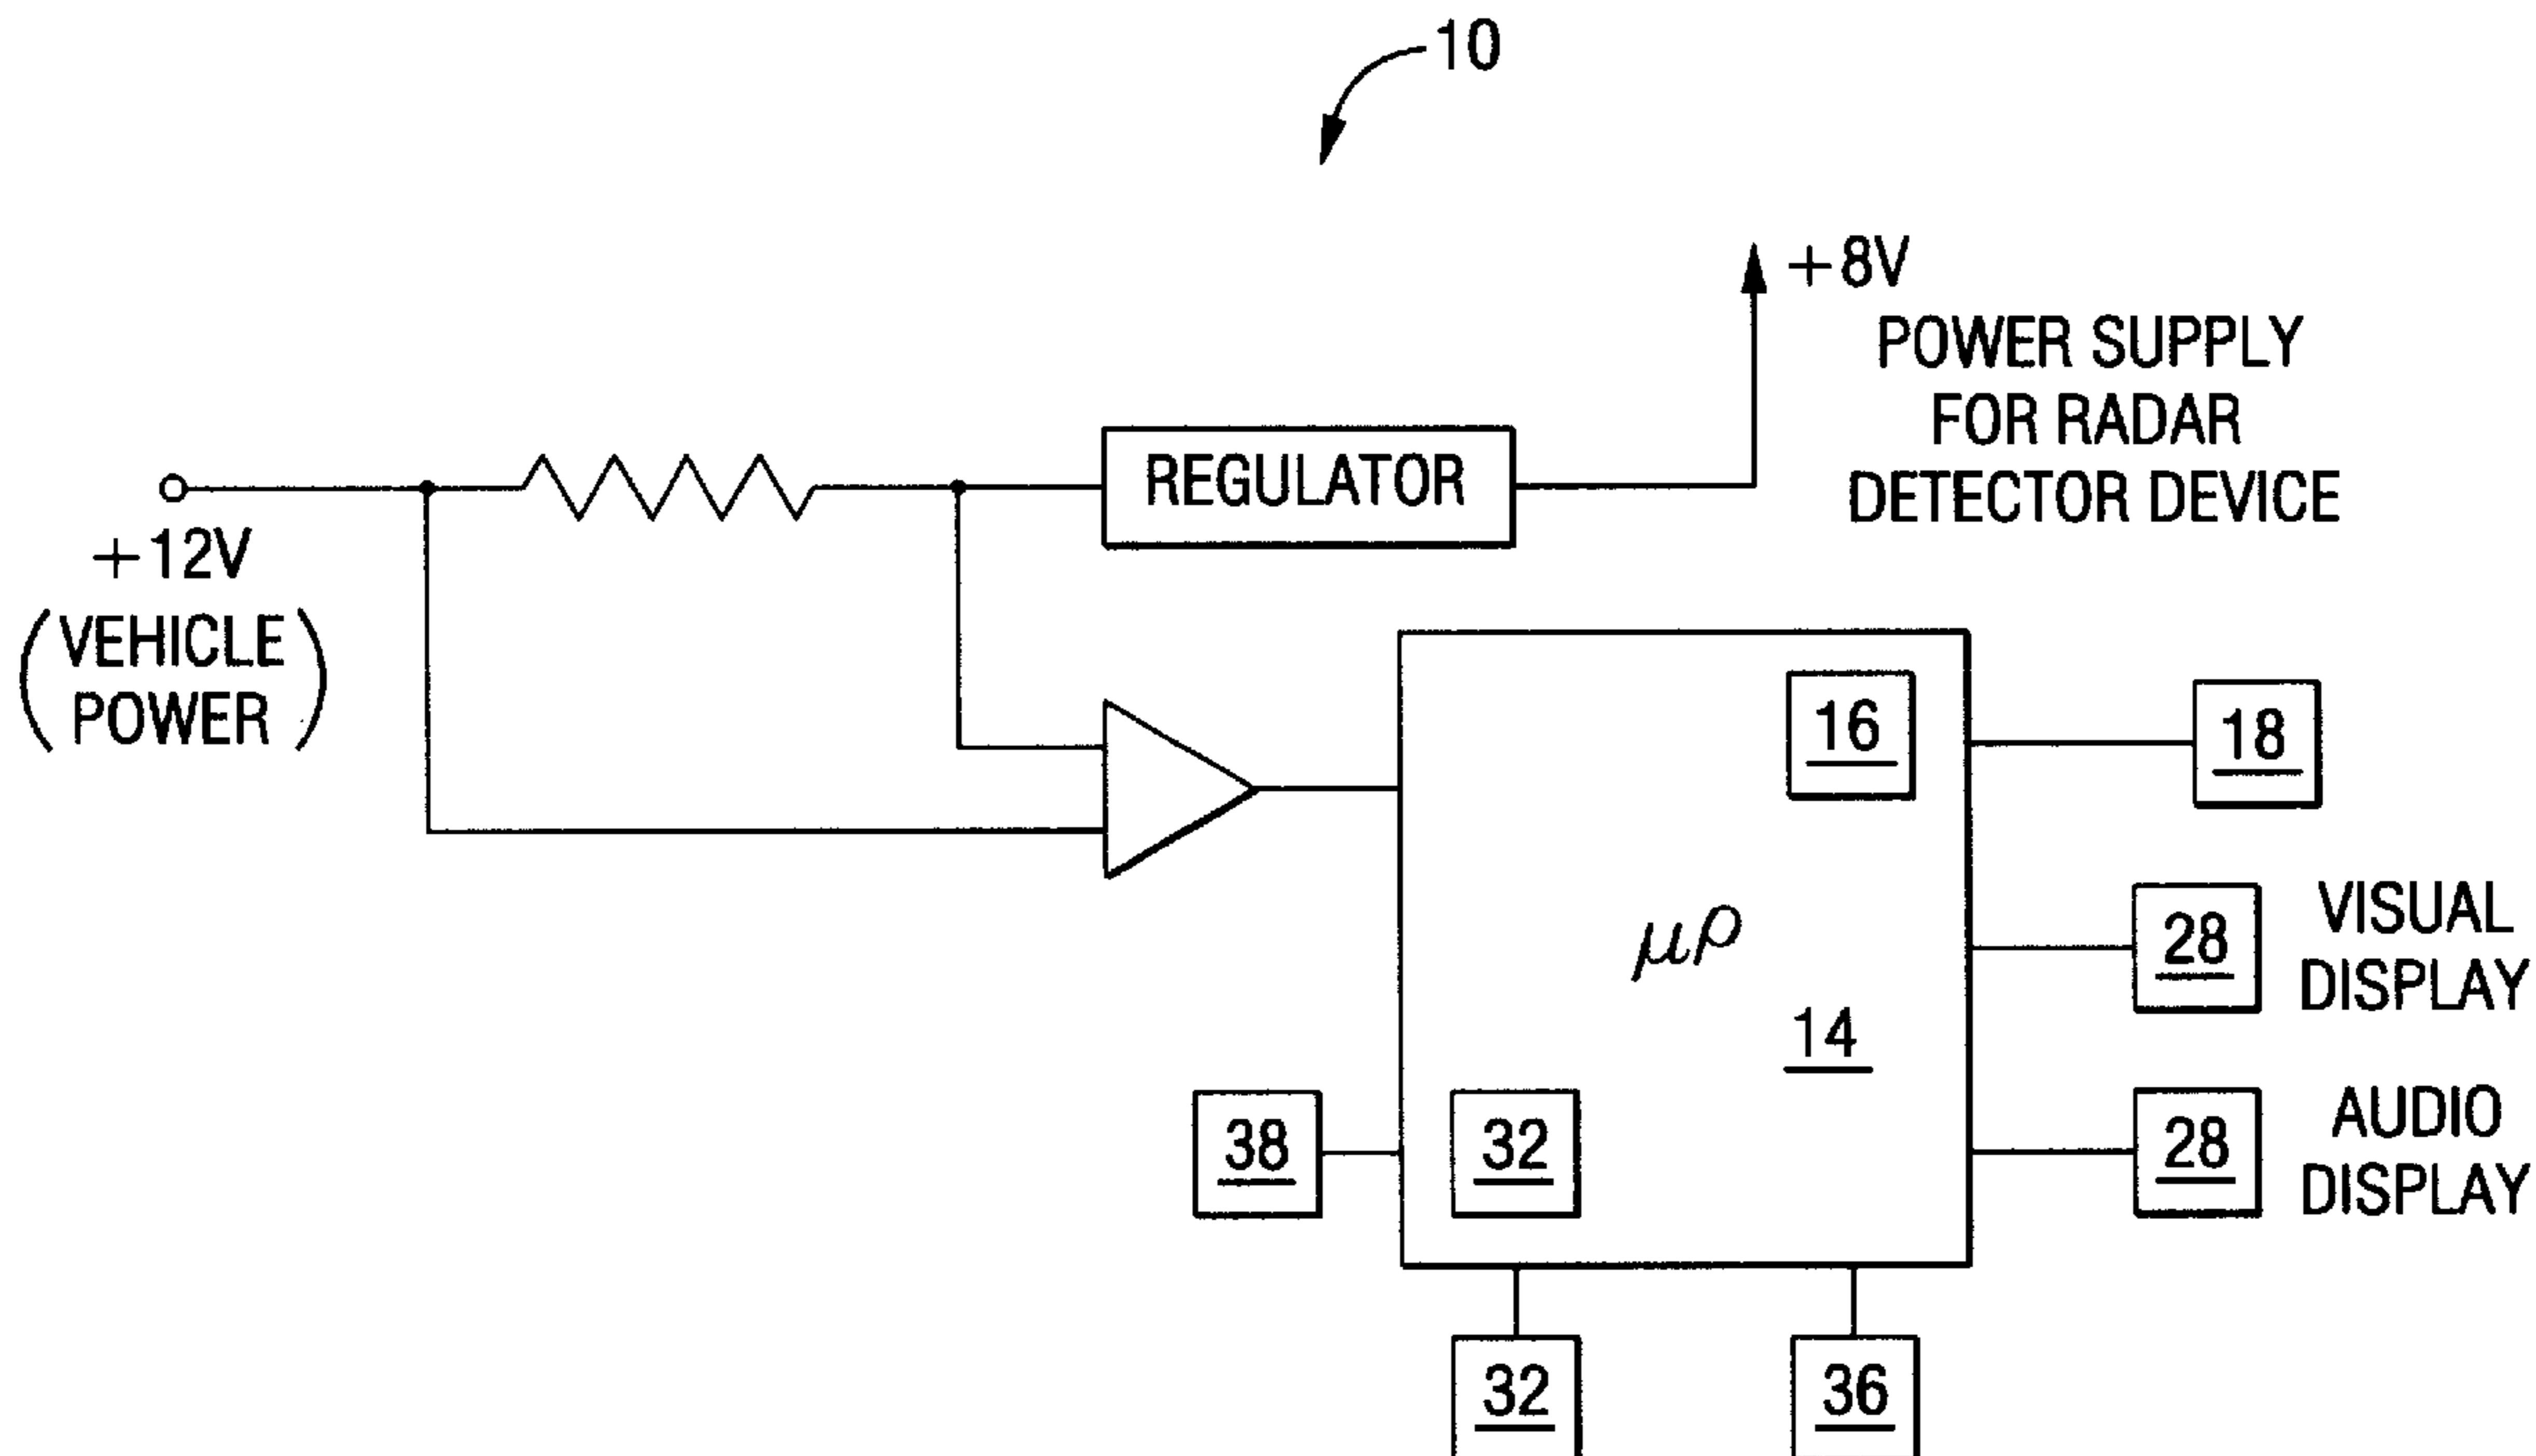 10
+8V
POWER SUPPLY
FOR RADAR
DETECTOR DEVICE
REGULATOR
+12V
(VEHICLE
POWER)
16
18
μρ
14
28
VISUAL
DISPLAY
38
32
28
AUDIO
DISPLAY
32
36